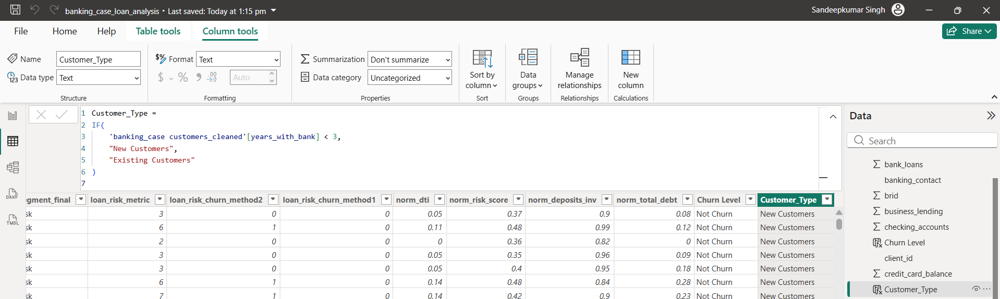 banking_case_loan_analysis • Last saved: Today at 1:15 pm
Sandeepkumar Singh
File Home Help Table tools Column tools
Share
Name Customer_Type
Data type Text
Structure
Format Text
$ % , .00 Auto
Formatting
Summarization Don't summarize
Data category Uncategorized
Properties
Sort by column
Sort
Data groups
Groups
Manage relationships
Relationships
New column
Calculations
1 Customer_Type =
2 IF(
3 'banking_case customers_cleaned'[years_with_bank] < 3,
4 "New Customers",
5 "Existing Customers"
6 )
7
DAX
TMDL
egment_final loan_risk_metric loan_risk_churn_method2 loan_risk_churn_method1 norm_dti norm_risk_score norm_deposits_inv norm_total_debt Churn Level Customer_Type
sk 3 0 0 0.05 0.37 0.9 0.08 Not Churn New Customers
sk 6 1 0 0.11 0.48 0.99 0.12 Not Churn New Customers
sk 2 0 0 0 0.36 0.82 0 Not Churn New Customers
sk 3 0 0 0.05 0.35 0.96 0.09 Not Churn New Customers
sk 3 0 0 0.05 0.4 0.95 0.18 Not Churn New Customers
sk 6 1 0 0.14 0.48 0.84 0.28 Not Churn New Customers
sk 7 1 0 0.14 0.42 0.9 0.23 Not Churn New Customers
Data
Search
bank_loans
banking_contact
brid
business_lending
checking_accounts
Churn Level
client_id
credit_card_balance
Customer_Type